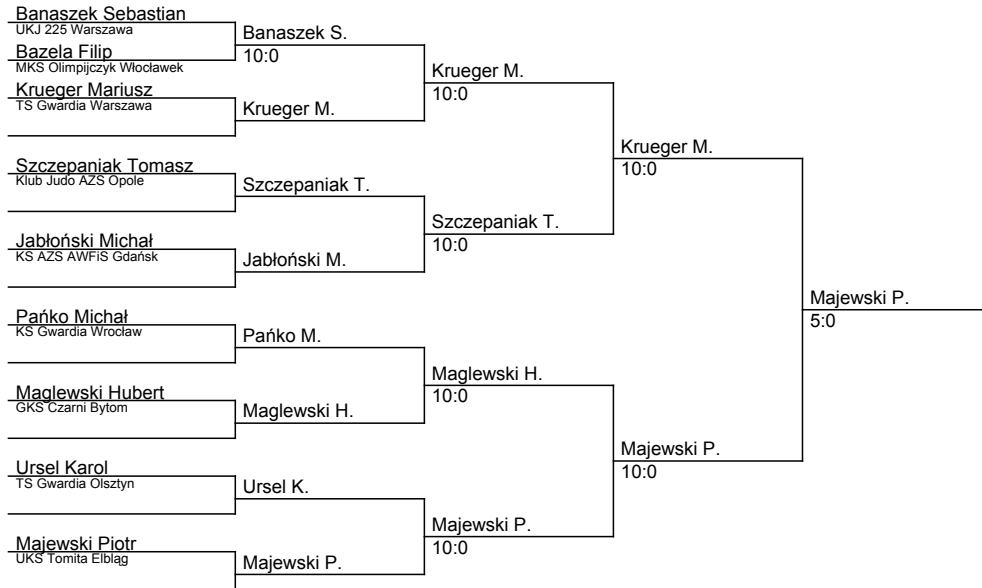 Banaszek Sebastian
UKJ 225 Warszawa
Bazela Filip
MKS Olimpijczyk Włocławek
Krueger Mariusz
TS Gwardia Warszawa
Szczepaniak Tomasz
Klub Judo AZS Opole
Jabłoński Michał
KS AZS AWFiS Gdańsk
Pańko Michał
KS Gwardia Wrocław
Maglewski Hubert
GKS Czarni Bytom
Ursel Karol
TS Gwardia Olsztyn
Majewski Piotr
UKS Tomita Elbląg
Banaszek S.
10:0
Krueger M.
Szczepaniak T.
Jabłoński M.
Pańko M.
Maglewski H.
Ursel K.
Majewski P.
Krueger M.
10:0
Szczepaniak T.
10:0
Maglewski H.
10:0
Majewski P.
10:0
Krueger M.
10:0
Majewski P.
10:0
Majewski P.
5:0